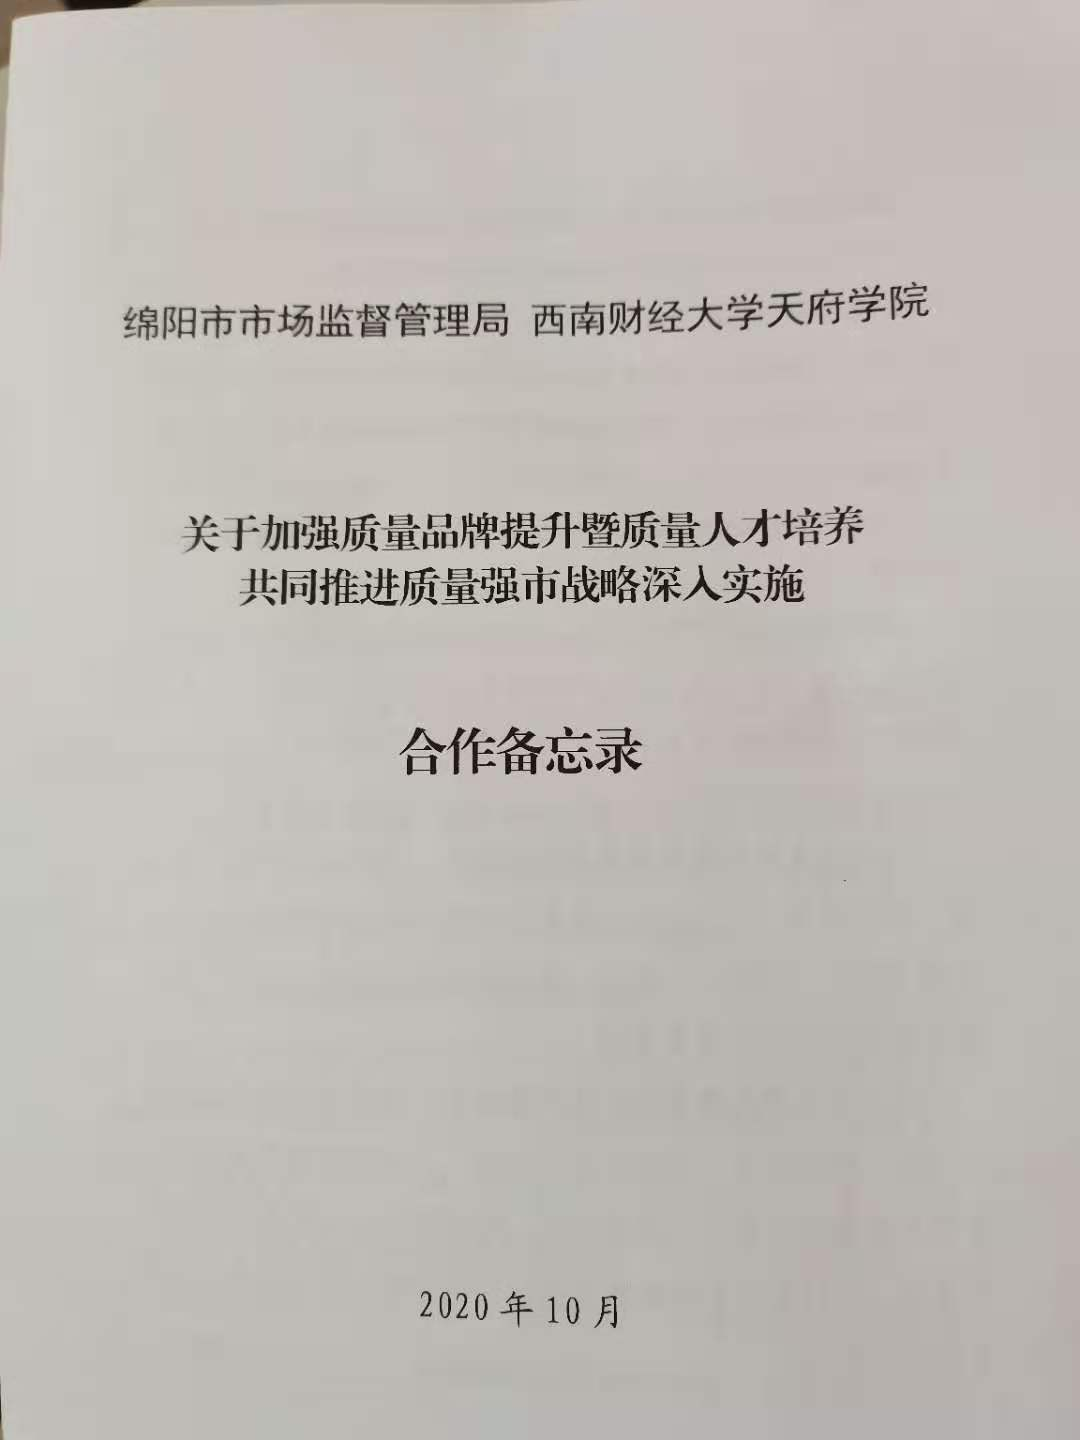 绵阳市市场监督管理局 西南财经大学天府学院
关于加强质量品牌提升暨质量人才培养
共同推进质量强市战略深入实施
合作备忘录
2020年10月